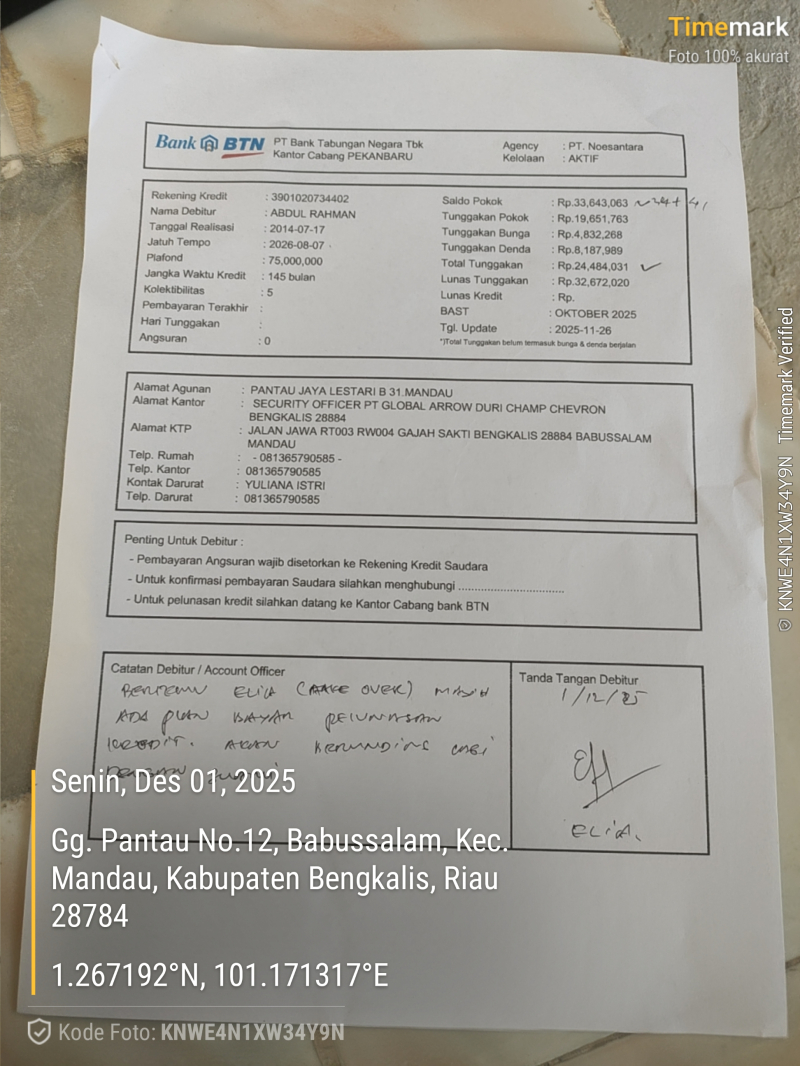 Timemark
Foto 100% akurat
Bank BTN PT Bank Tabungan Negara Tbk
Kantor Cabang PEKANBARU
Agency : PT. Noesantara
Kelolaan : AKTIF
Rekening Kredit : 3901020734402
Nama Debitur : ABDUL RAHMAN
Tanggal Realisasi : 2014-07-17
Jatuh Tempo : 2026-08-07
Plafond : 75,000,000
Jangka Waktu Kredit : 145 bulan
Kolektibilitas : 5
Pembayaran Terakhir :
Hari Tunggakan :
Angsuran : 0
Saldo Pokok : Rp.33,643,063
Tunggakan Pokok : Rp.19,651,763
Tunggakan Bunga : Rp.4,832,268
Tunggakan Denda : Rp.8,187,989
Total Tunggakan : Rp.24,484,031
Lunas Tunggakan : Rp.32,672,020
Lunas Kredit : Rp.
BAST : OKTOBER 2025
Tgl. Update : 2025-11-26
*)Total Tunggakan belum termasuk bunga & denda berjalan
Alamat Agunan : PANTAU JAYA LESTARI B 31.MANDAU
Alamat Kantor : SECURITY OFFICER PT GLOBAL ARROW DURI CHAMP CHEVRON
BENGKALIS 28884
Alamat KTP : JALAN JAWA RT003 RW004 GAJAH SAKTI BENGKALIS 28884 BABUSSALAM
MANDAU
Telp. Rumah : - 081365790585 -
Telp. Kantor : 081365790585
Kontak Darurat : YULIANA ISTRI
Telp. Darurat : 081365790585
Penting Untuk Debitur :
- Pembayaran Angsuran wajib disetorkan ke Rekening Kredit Saudara
- Untuk konfirmasi pembayaran Saudara silahkan menghubungi ..............................
- Untuk pelunasan kredit silahkan datang ke Kantor Cabang bank BTN
Catatan Debitur / Account Officer
BERTEMU ELIA (TAKE OVER) MASIH
ADA PLAN BAYAR PELUNASAN
KREDIT. AKAN
Tanda Tangan Debitur
1/12/25
ELIA.
Senin, Des 01, 2025
Gg. Pantau No.12, Babussalam, Kec.
Mandau, Kabupaten Bengkalis, Riau
28784
1.267192°N, 101.171317°E
Kode Foto: KNWE4N1XW34Y9N
© KNWE4N1XW34Y9N Timemark Verified